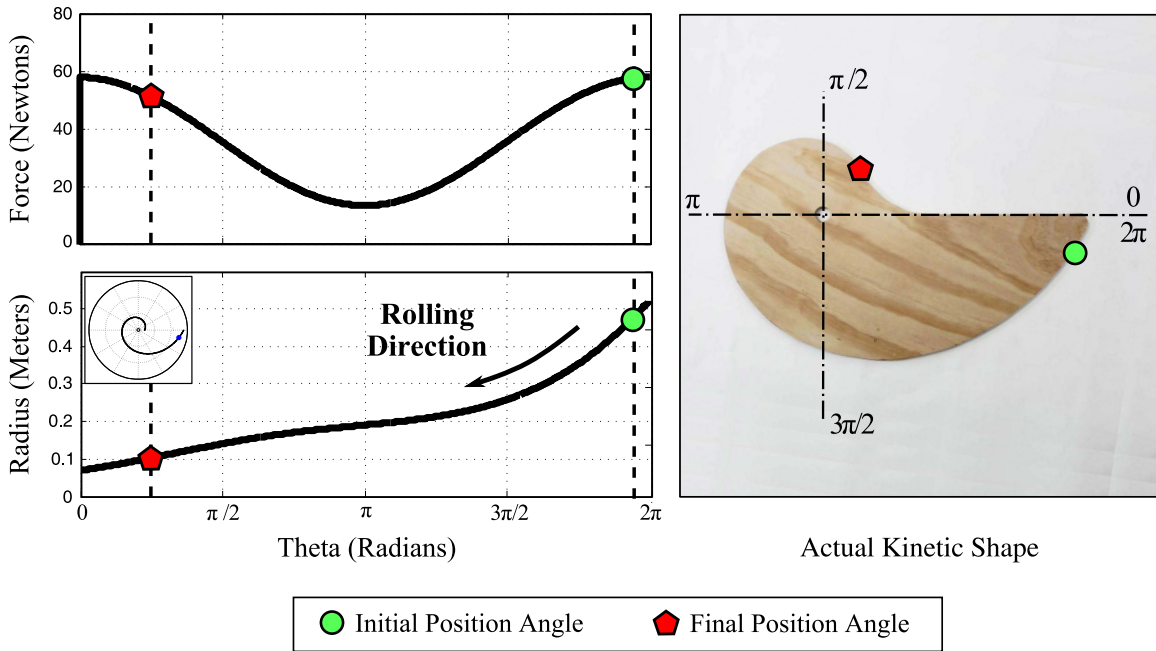 Force (Newtons)
80
60
40
20
0
Radius (Meters)
0.5
0.4
0.3
0.2
0.1
0
Rolling
Direction
0
π/2
π
3π/2
2π
Theta (Radians)
π/2
π
0
2π
3π/2
Actual Kinetic Shape
Initial Position Angle
Final Position Angle